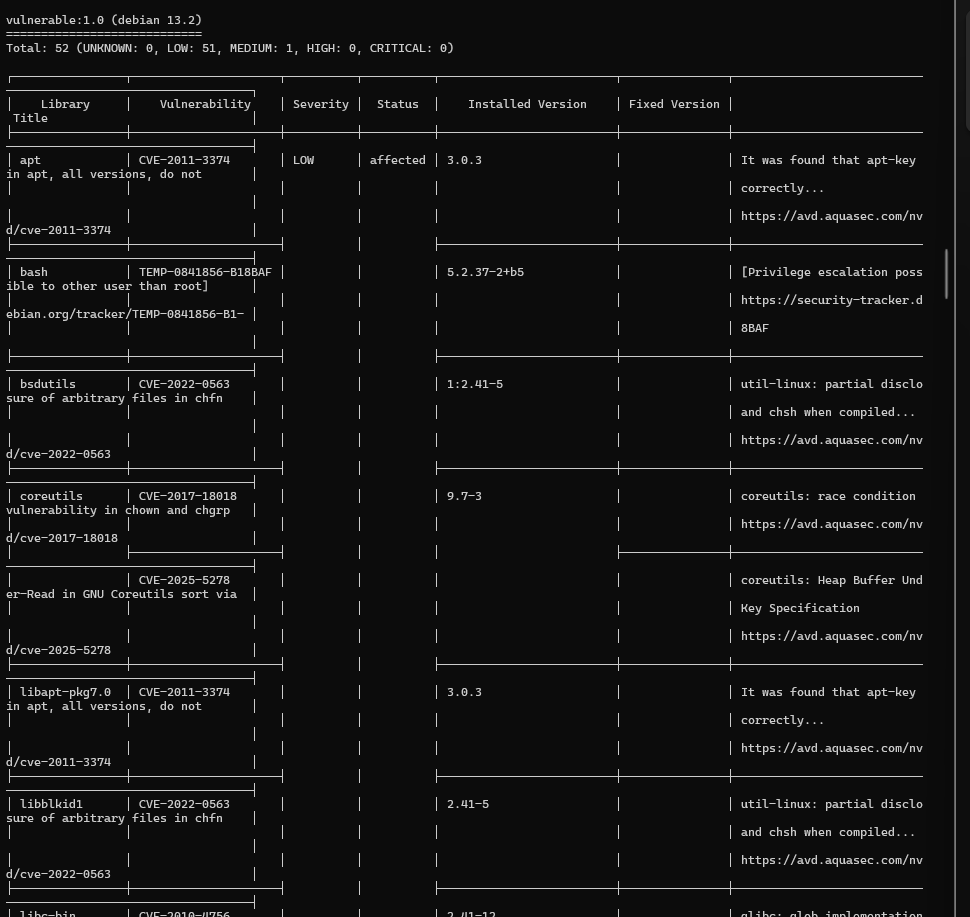 vulnerable:1.0 (debian 13.2)
===========================
Total: 52 (UNKNOWN: 0, LOW: 51, MEDIUM: 1, HIGH: 0, CRITICAL: 0)
│ Library │ Vulnerability │ Severity │ Status │ Installed Version │ Fixed Version │
Title │
│ apt │ CVE-2011-3374 │ LOW │ affected │ 3.0.3 │ │ It was found that apt-key
in apt, all versions, do not │
│ │ │ │ │ │ │ correctly...
│
│ │ │ │ │ │ │ https://avd.aquasec.com/nv
d/cve-2011-3374 │
│ bash │ TEMP-0841856-B18BAF │ │ │ 5.2.37-2+b5 │ │ [Privilege escalation poss
ible to other user than root] │
│ │ │ │ │ │ │ https://security-tracker.d
ebian.org/tracker/TEMP-0841856-B1- │
│ │ │ │ │ │ │ 8BAF
│
│ bsdutils │ CVE-2022-0563 │ │ │ 1:2.41-5 │ │ util-linux: partial disclo
sure of arbitrary files in chfn │
│ │ │ │ │ │ │ and chsh when compiled...
│
│ │ │ │ │ │ │ https://avd.aquasec.com/nv
d/cve-2022-0563 │
│ coreutils │ CVE-2017-18018 │ │ │ 9.7-3 │ │ coreutils: race condition
vulnerability in chown and chgrp │
│ │ │ │ │ │ │ https://avd.aquasec.com/nv
d/cve-2017-18018 │
│ │ CVE-2025-5278 │ │ │ │ │ coreutils: Heap Buffer Und
er-Read in GNU Coreutils sort via │
│ │ │ │ │ │ │ Key Specification
│
│ │ │ │ │ │ │ https://avd.aquasec.com/nv
d/cve-2025-5278 │
│ libapt-pkg7.0 │ CVE-2011-3374 │ │ │ 3.0.3 │ │ It was found that apt-key
in apt, all versions, do not │
│ │ │ │ │ │ │ correctly...
│
│ │ │ │ │ │ │ https://avd.aquasec.com/nv
d/cve-2011-3374 │
│ libblkid1 │ CVE-2022-0563 │ │ │ 2.41-5 │ │ util-linux: partial disclo
sure of arbitrary files in chfn │
│ │ │ │ │ │ │ and chsh when compiled...
│
│ │ │ │ │ │ │ https://avd.aquasec.com/nv
d/cve-2022-0563 │
│ libc-bin │ CVE-2010-4756 │ │ │ 2.41-12 │ │ glibc: glob implementation